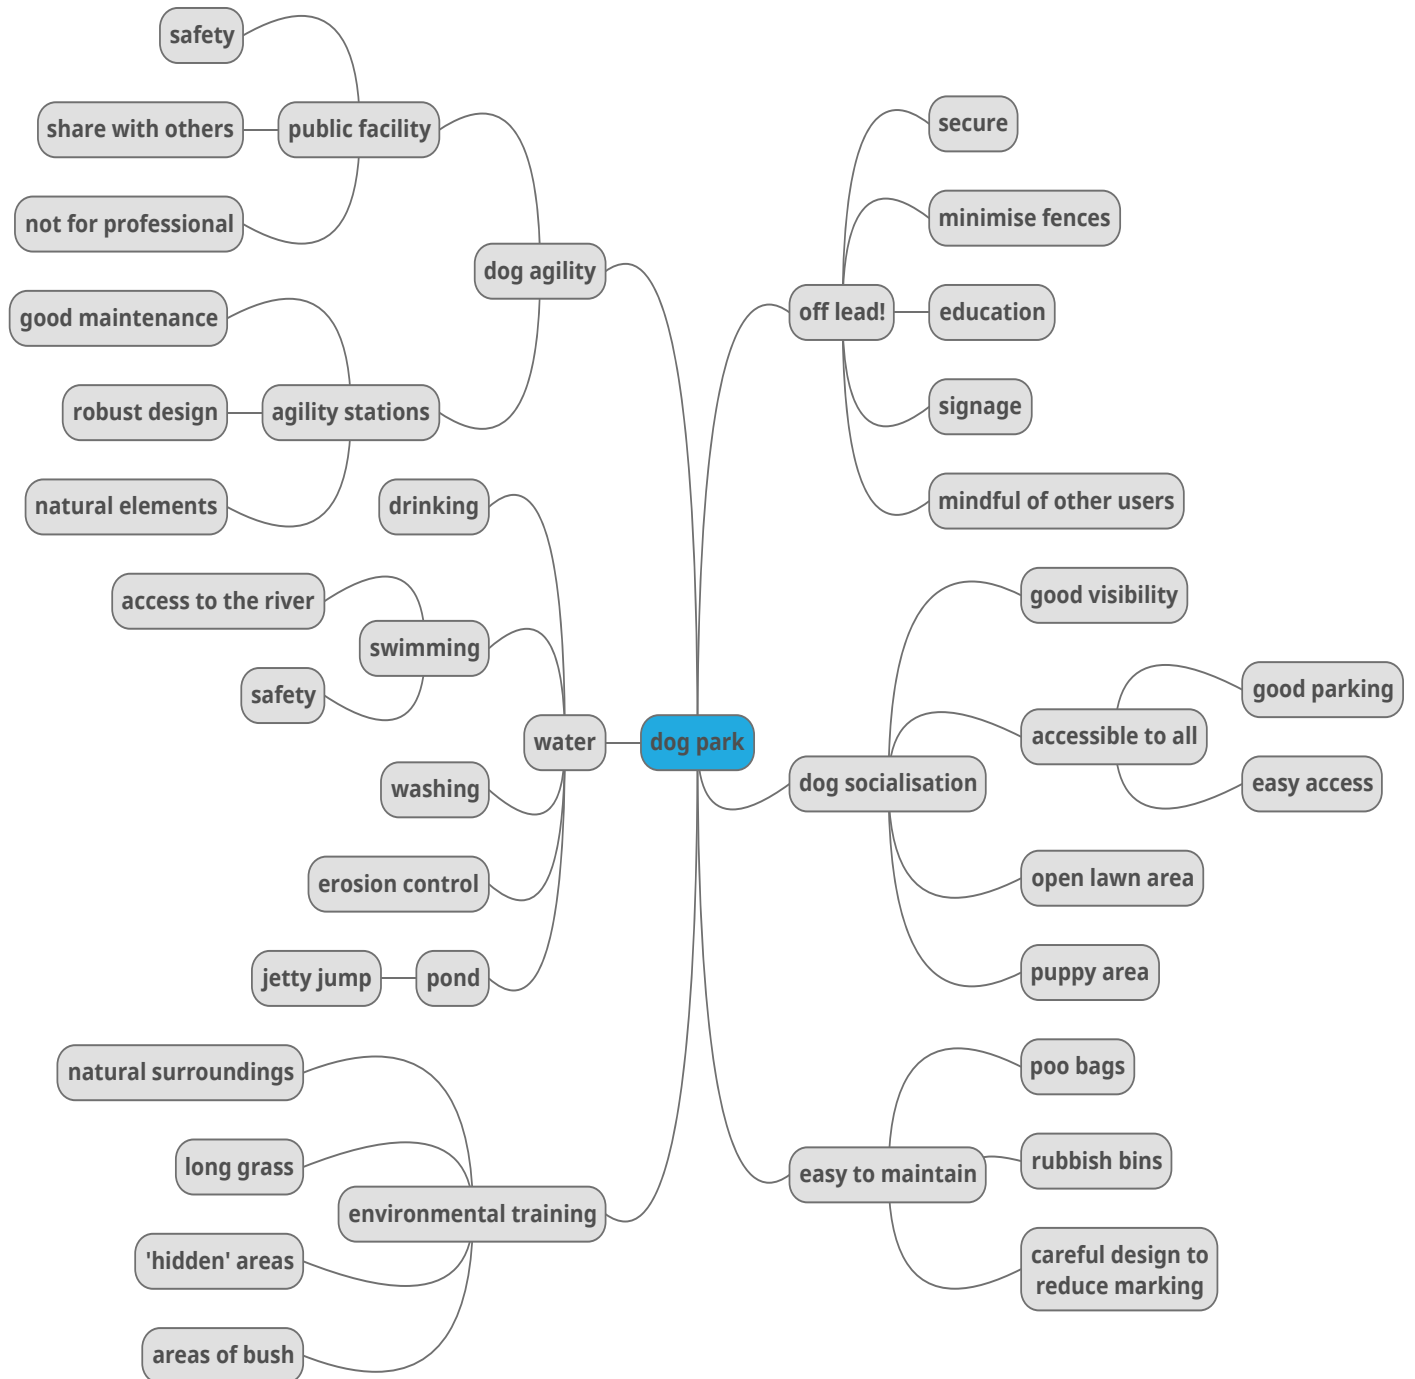 safety
share with others
public facility
not for professional
dog agility
good maintenance
robust design
agility stations
natural elements
drinking
access to the river
swimming
safety
water
washing
erosion control
jetty jump
pond
natural surroundings
long grass
environmental training
'hidden' areas
areas of bush
dog park
secure
minimise fences
off lead!
education
signage
mindful of other users
good visibility
good parking
accessible to all
easy access
dog socialisation
open lawn area
puppy area
poo bags
rubbish bins
easy to maintain
careful design to
reduce marking